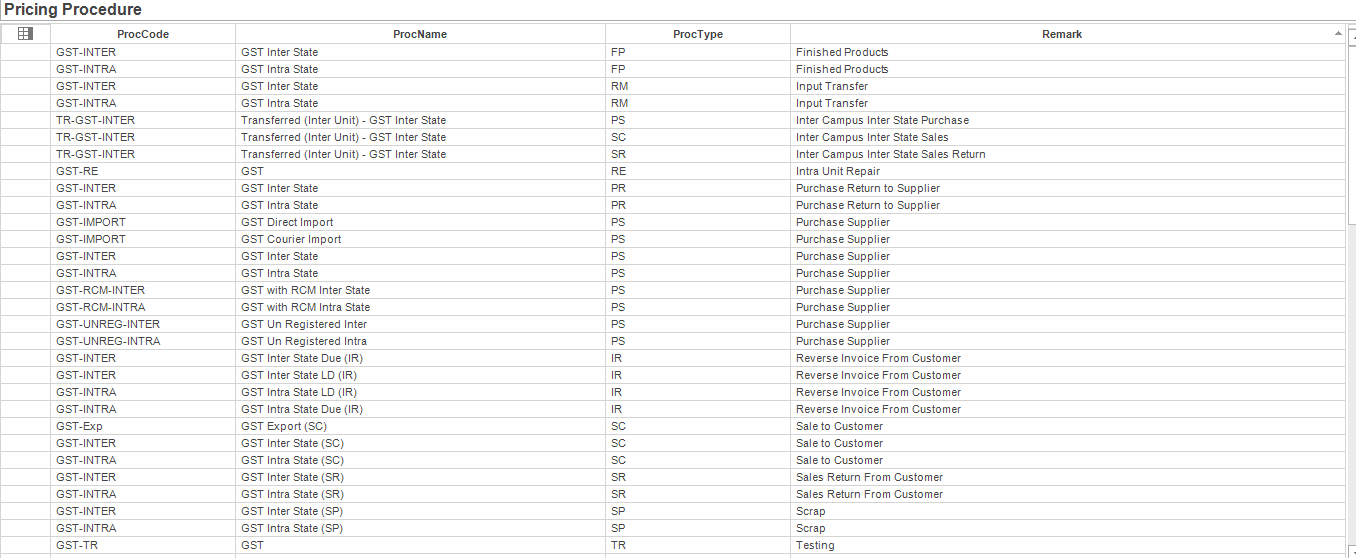 Pricing Procedure
ProcCode ProcName ProcType Remark
GST-INTER GST Inter State FP Finished Products
GST-INTRA GST Intra State FP Finished Products
GST-INTER GST Inter State RM Input Transfer
GST-INTRA GST Intra State RM Input Transfer
TR-GST-INTER Transferred (Inter Unit) - GST Inter State PS Inter Campus Inter State Purchase
TR-GST-INTER Transferred (Inter Unit) - GST Inter State SC Inter Campus Inter State Sales
TR-GST-INTER Transferred (Inter Unit) - GST Inter State SR Inter Campus Inter State Sales Return
GST-RE GST RE Intra Unit Repair
GST-INTER GST Inter State PR Purchase Return to Supplier
GST-INTRA GST Intra State PR Purchase Return to Supplier
GST-IMPORT GST Direct Import PS Purchase Supplier
GST-IMPORT GST Courier Import PS Purchase Supplier
GST-INTER GST Inter State PS Purchase Supplier
GST-INTRA GST Intra State PS Purchase Supplier
GST-RCM-INTER GST with RCM Inter State PS Purchase Supplier
GST-RCM-INTRA GST with RCM Intra State PS Purchase Supplier
GST-UNREG-INTER GST Un Registered Inter PS Purchase Supplier
GST-UNREG-INTRA GST Un Registered Intra PS Purchase Supplier
GST-INTER GST Inter State Due (IR) IR Reverse Invoice From Customer
GST-INTER GST Inter State LD (IR) IR Reverse Invoice From Customer
GST-INTRA GST Intra State LD (IR) IR Reverse Invoice From Customer
GST-INTRA GST Intra State Due (IR) IR Reverse Invoice From Customer
GST-Exp GST Export (SC) SC Sale to Customer
GST-INTER GST Inter State (SC) SC Sale to Customer
GST-INTRA GST Intra State (SC) SC Sale to Customer
GST-INTER GST Inter State (SR) SR Sales Return From Customer
GST-INTRA GST Intra State (SR) SR Sales Return From Customer
GST-INTER GST Inter State (SP) SP Scrap
GST-INTRA GST Intra State (SP) SP Scrap
GST-TR GST TR Testing